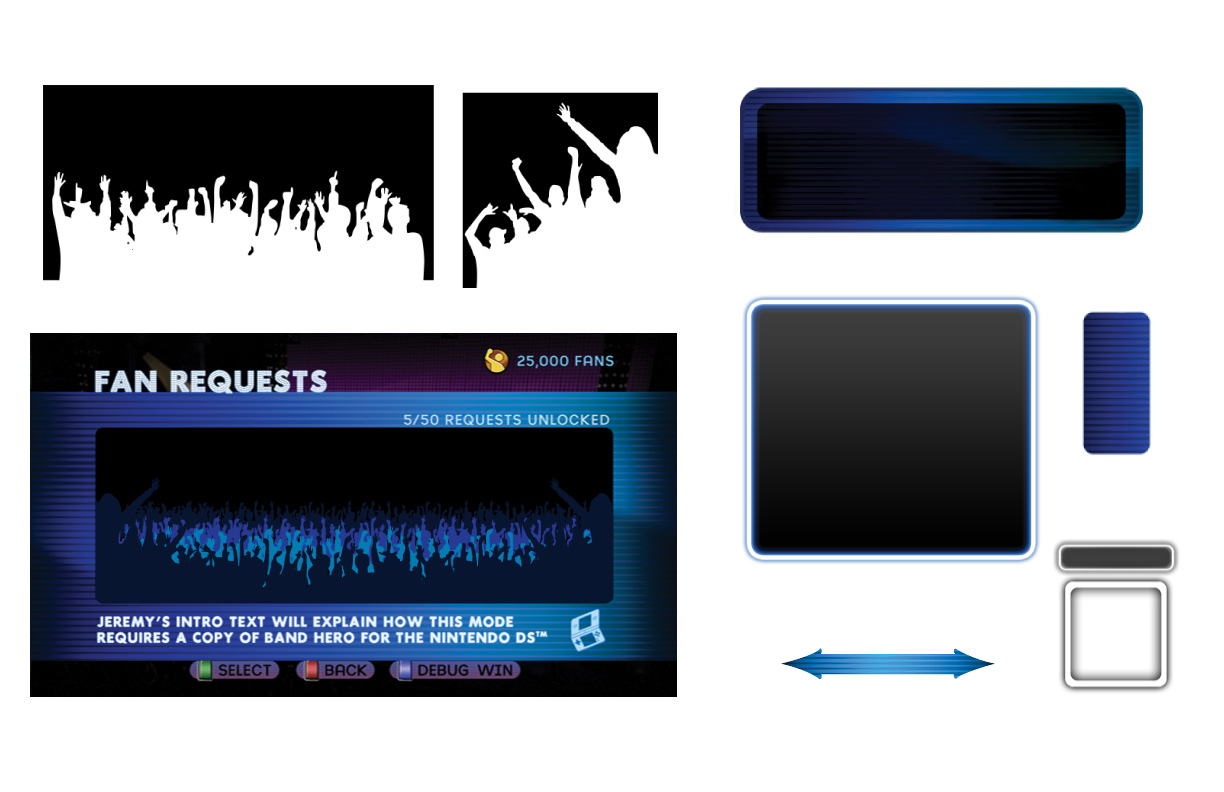 25,000 FANS
FAN REQUESTS
5/50 REQUESTS UNLOCKED
JEREMY'S INTRO TEXT WILL EXPLAIN HOW THIS MODE
REQUIRES A COPY OF BAND HERO FOR THE NINTENDO DS™
SELECT BACK DEBUG WIN